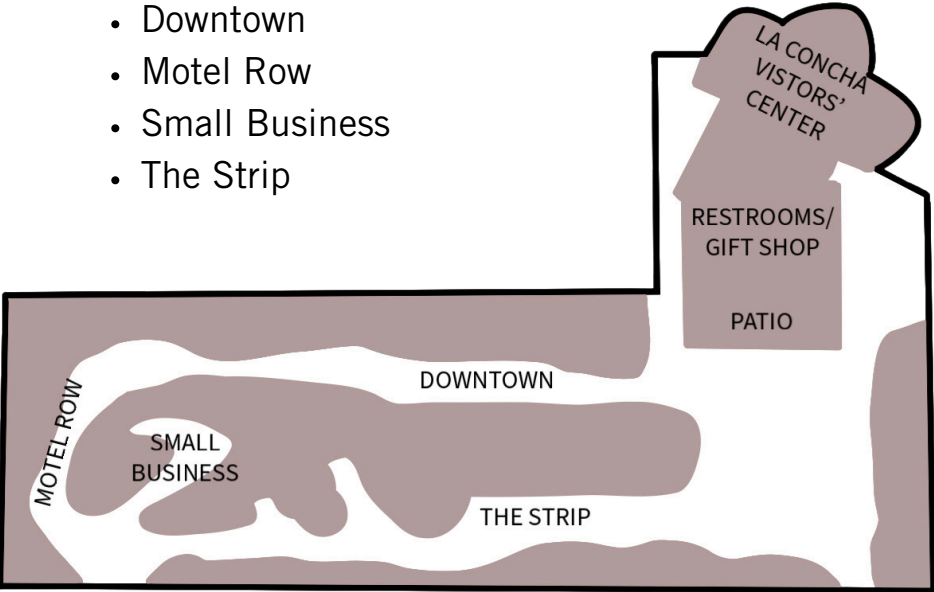 • Downtown
• Motel Row
• Small Business
• The Strip
LA CONCHA
VISTORS’
CENTER
RESTROOMS/
GIFT SHOP
PATIO
DOWNTOWN
MOTEL ROW
SMALL
BUSINESS
THE STRIP